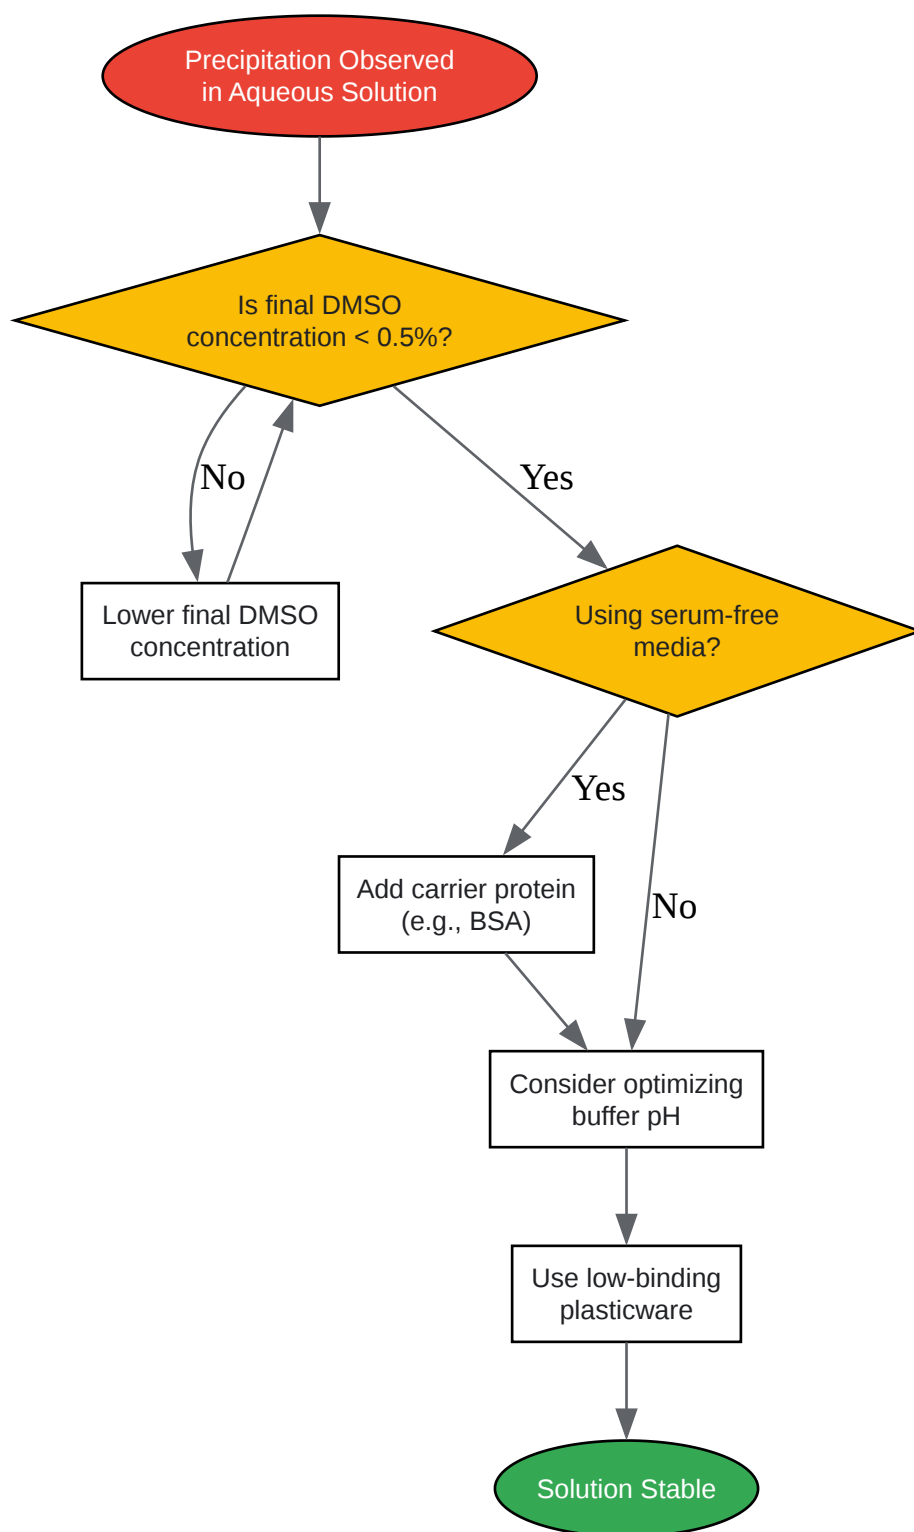 Precipitation Observed
in Aqueous Solution
Is final DMSO
concentration < 0.5%?
No
Yes
Lower final DMSO
concentration
Using serum-free
media?
Yes
No
Add carrier protein
(e.g., BSA)
Consider optimizing
buffer pH
Use low-binding
plasticware
Solution Stable